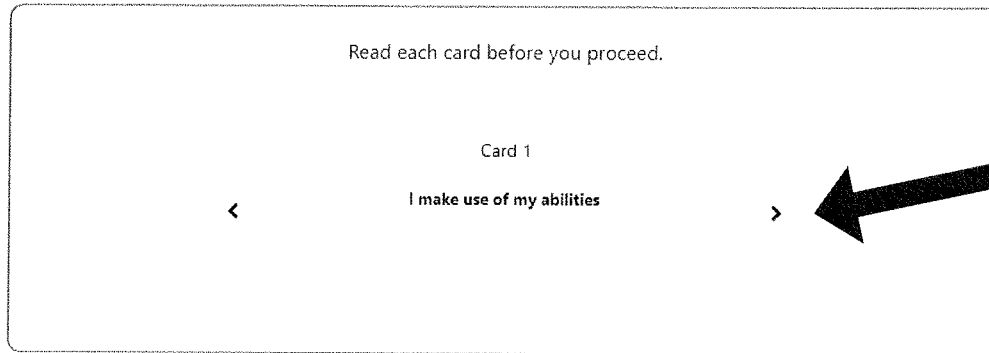 Read each card before you proceed.
Card 1
I make use of my abilities